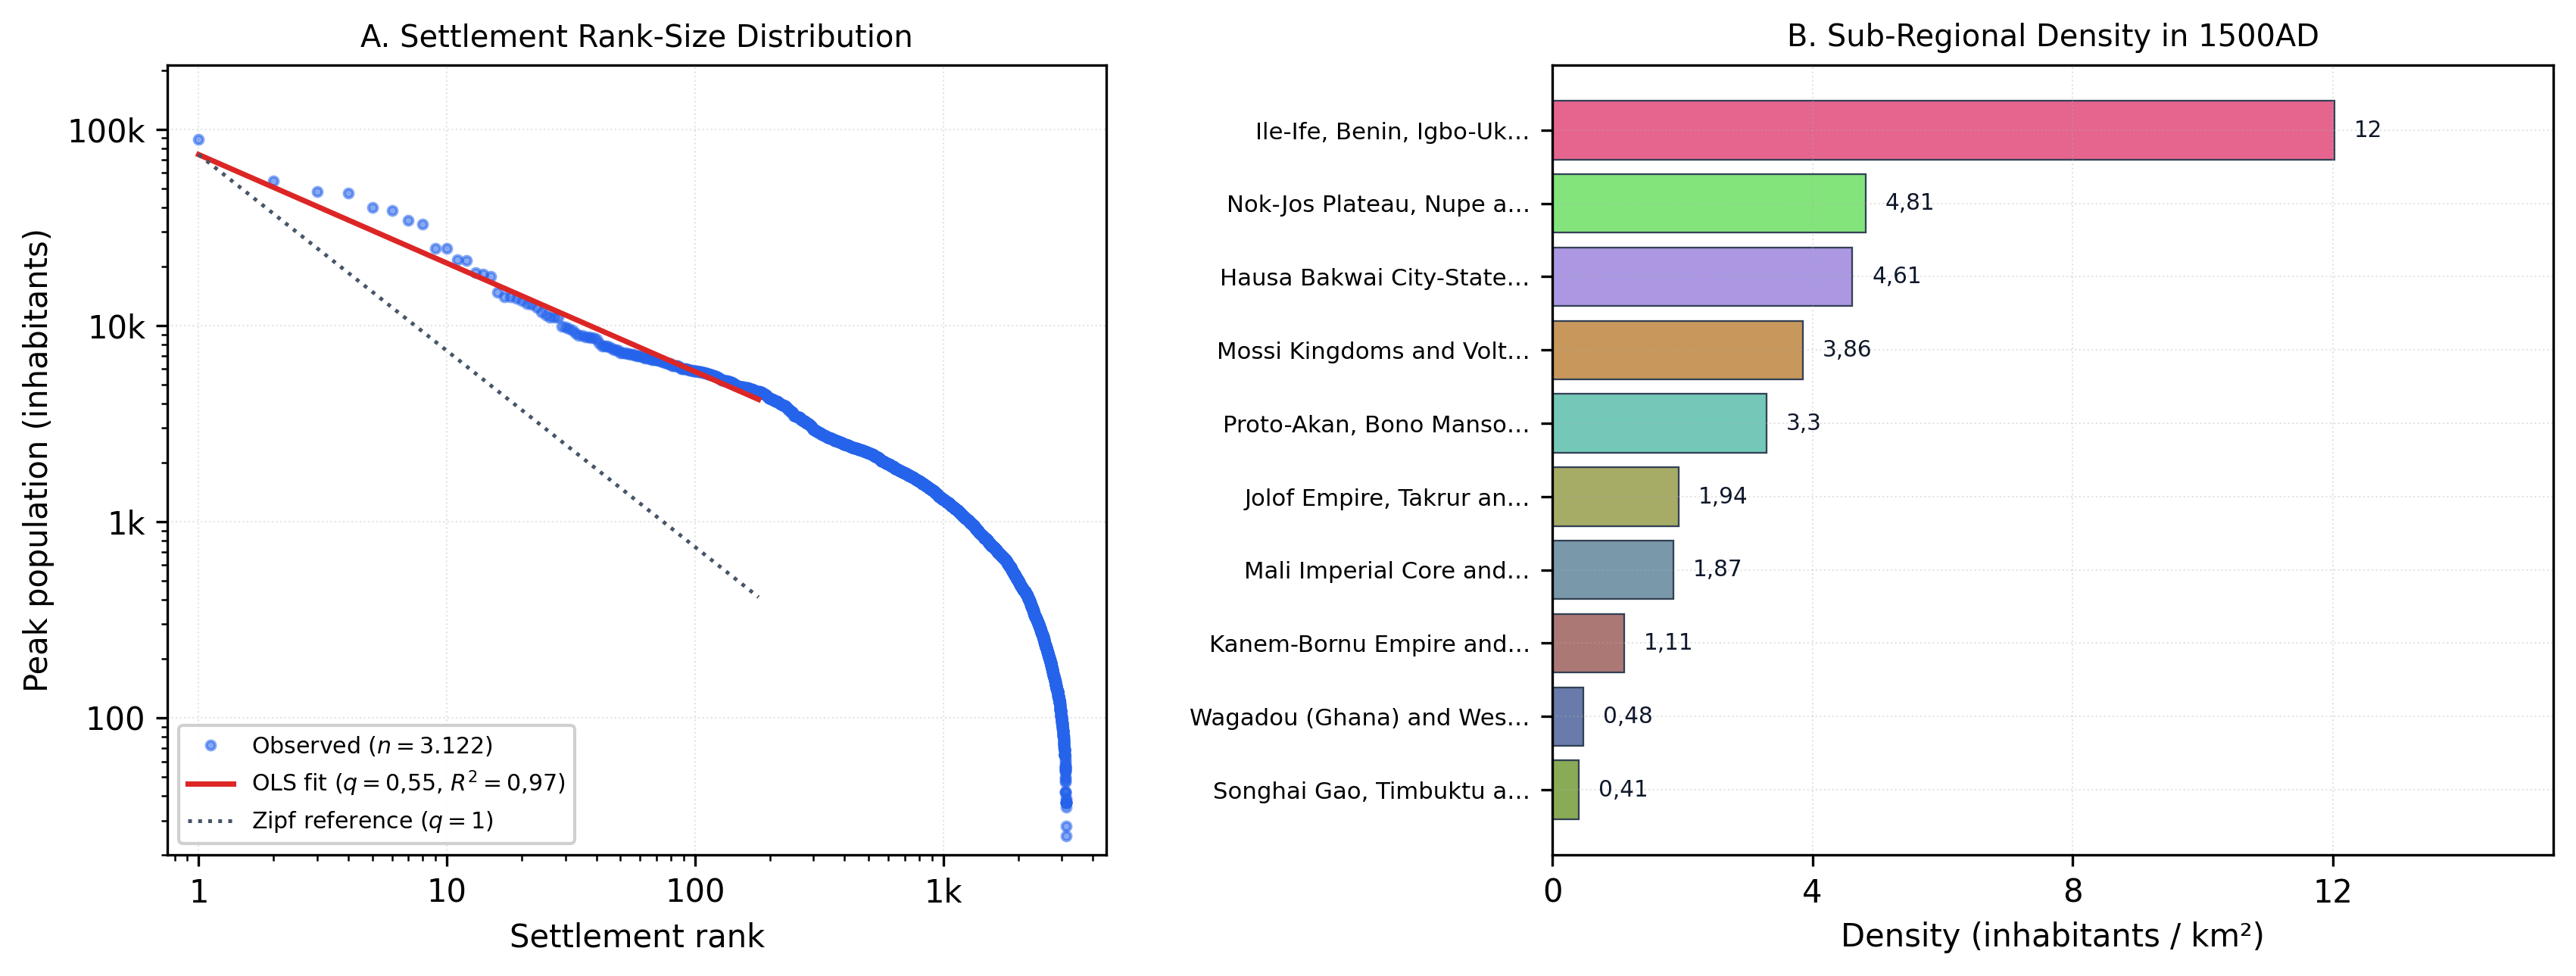 A. Settlement Rank-Size Distribution
Peak population (inhabitants)
100k
10k
1k
100
Observed (n = 3.122)
OLS fit (q = 0,55, R² = 0,97)
Zipf reference (q = 1)
1 10 100 1k
Settlement rank
B. Sub-Regional Density in 1500AD
Ile-Ife, Benin, Igbo-Uk... 12
Nok-Jos Plateau, Nupe a... 4,81
Hausa Bakwai City-State... 4,61
Mossi Kingdoms and Volt... 3,86
Proto-Akan, Bono Manso... 3,3
Jolof Empire, Takrur an... 1,94
Mali Imperial Core and... 1,87
Kanem-Bornu Empire and... 1,11
Wagadou (Ghana) and Wes... 0,48
Songhai Gao, Timbuktu a... 0,41
0 4 8 12
Density (inhabitants / km²)